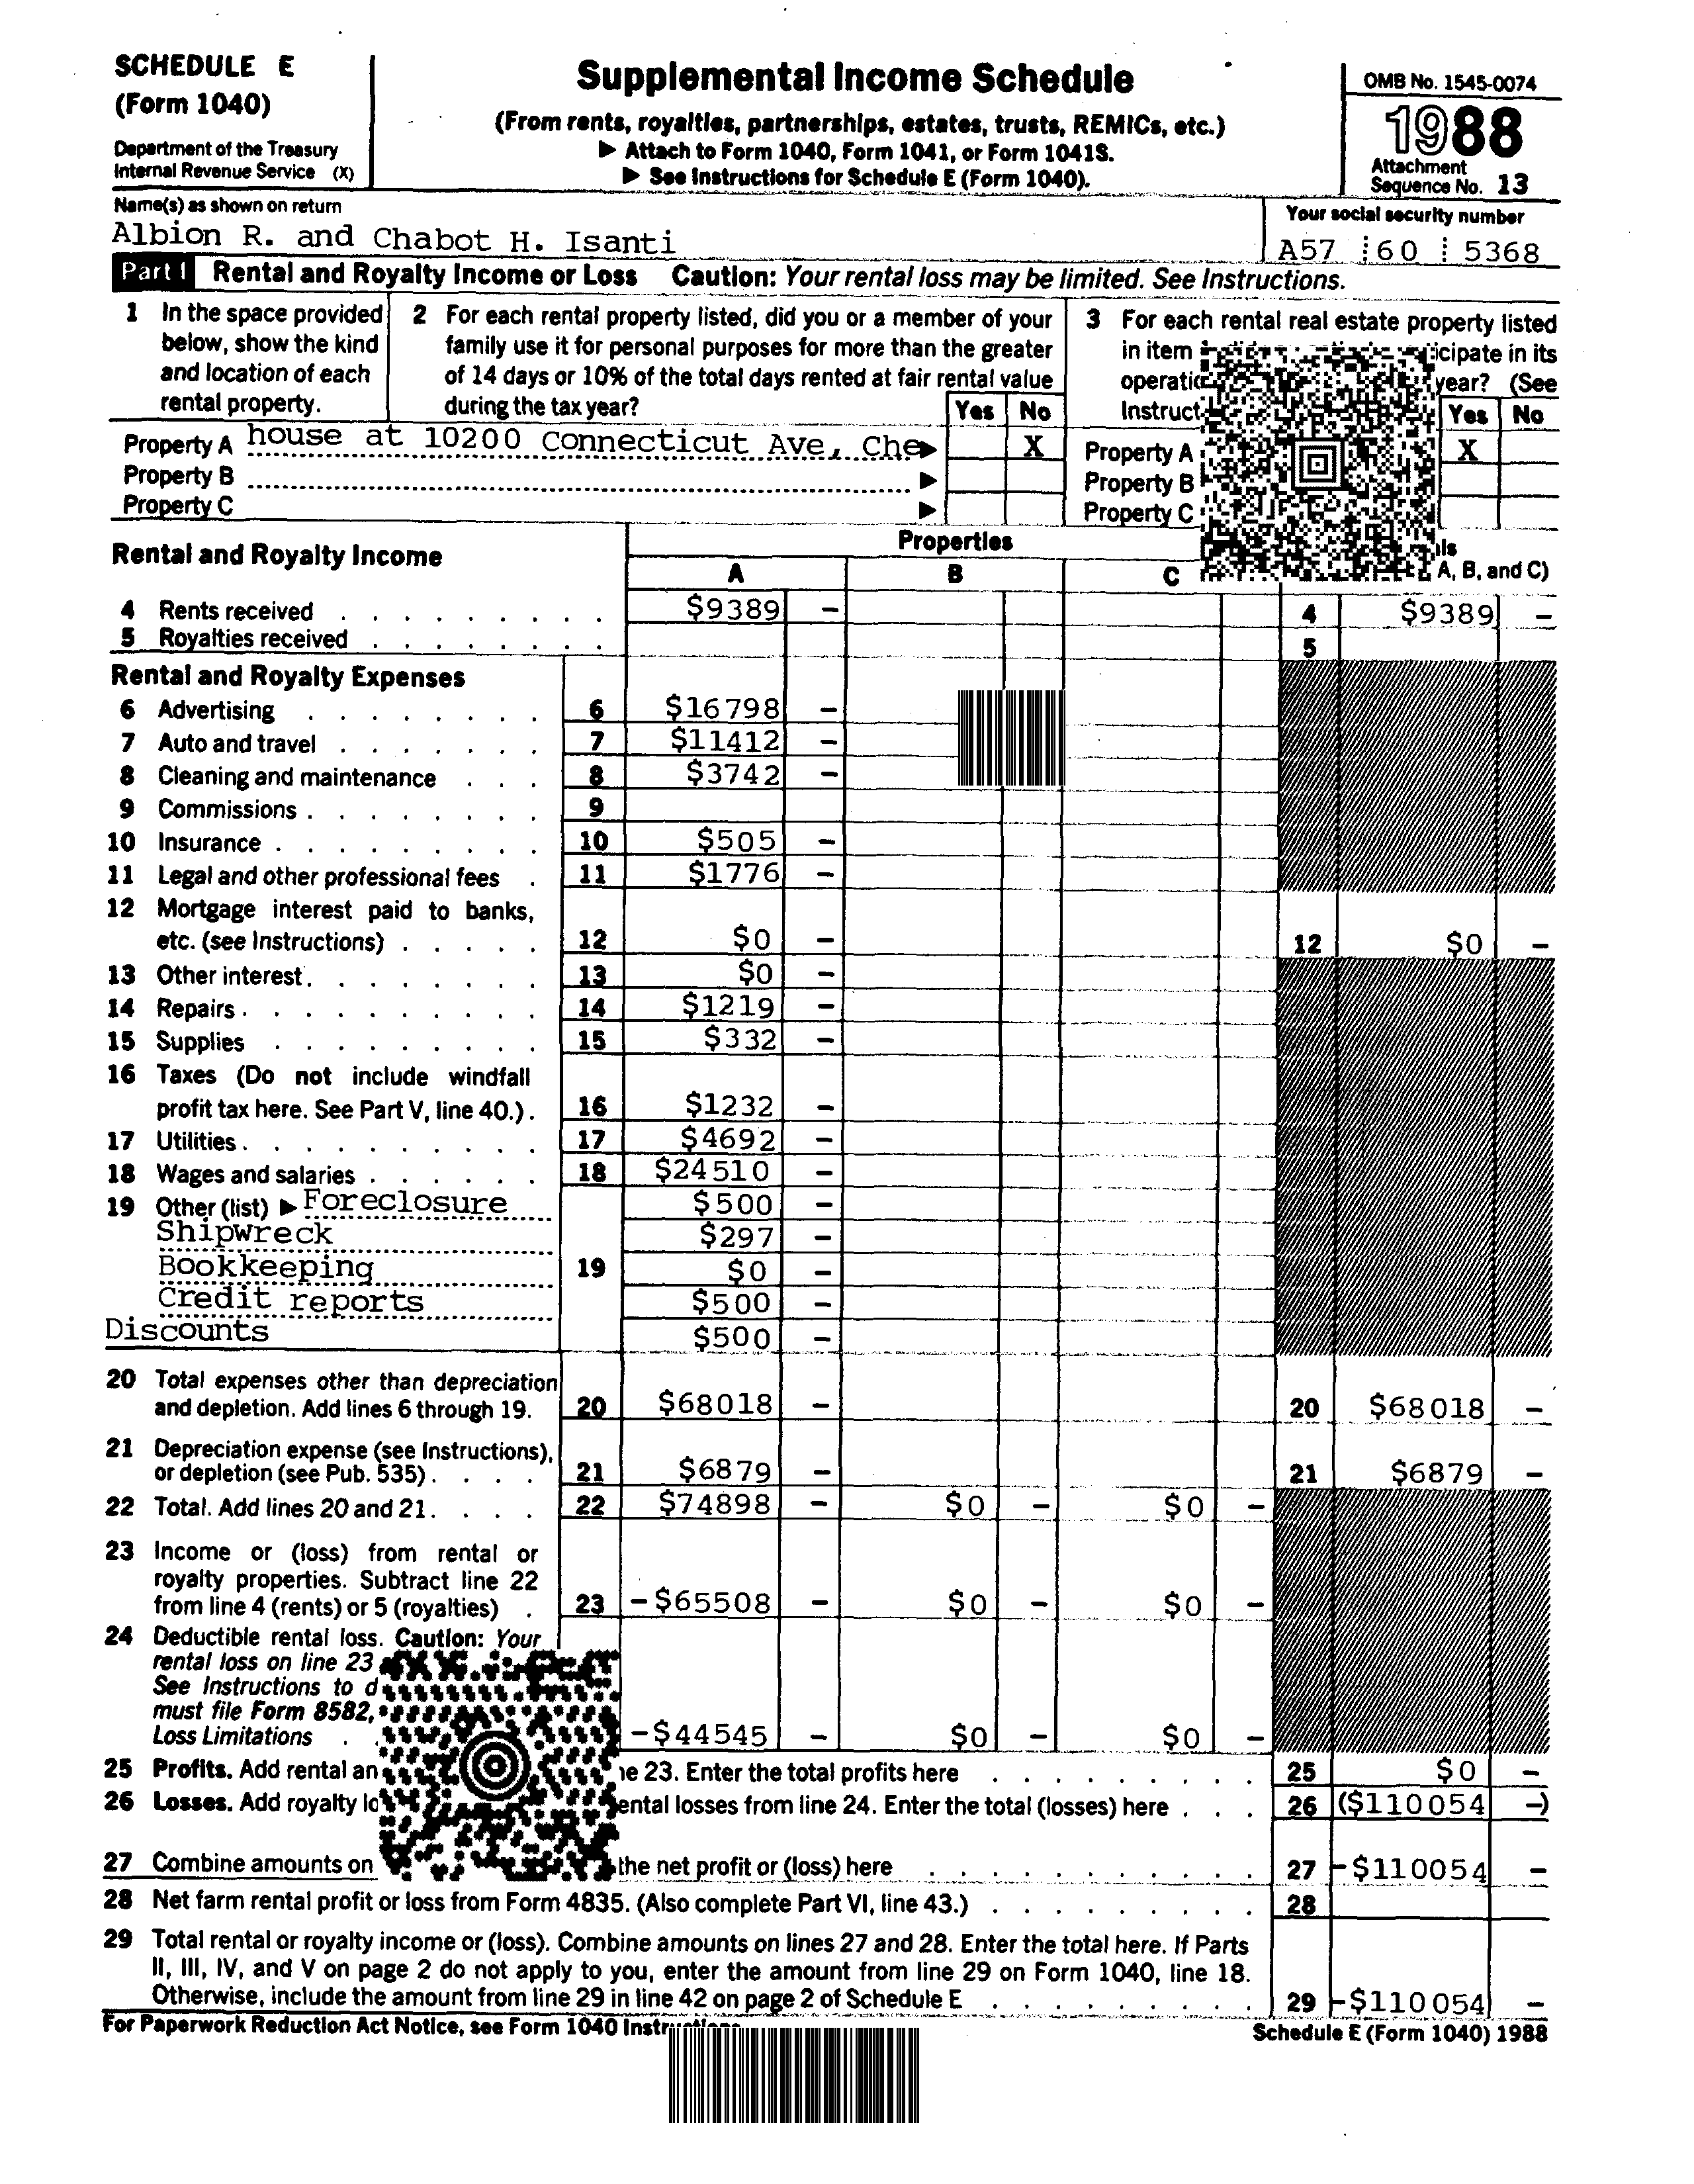 SCHEDULE E
(Form 1040)
Department of the Treasury
Internal Revenue Service (X)
Supplemental Income Schedule
(From rents, royalties, partnerships, estates, trusts, REMICs, etc.)
▶ Attach to Form 1040, Form 1041, or Form 1041S.
▶ See Instructions for Schedule E (Form 1040).
OMB No. 1545-0074
1988
Attachment
Sequence No. 13
Name(s) as shown on return
Albion R. and Chabot H. Isanti
Your social security number
A57 60 5368
Part I Rental and Royalty Income or Loss Caution: Your rental loss may be limited. See Instructions.
1 In the space provided
below, show the kind
and location of each
rental property.
2 For each rental property listed, did you or a member of your
family use it for personal purposes for more than the greater
of 14 days or 10% of the total days rented at fair rental value
during the tax year?
Yes No
3 For each rental real estate property listed
in item icipate in its
year? (See
Yes No
Property A house at 10200 Connecticut Ave, Che▶ X
Property B ▶
Property C ▶
Property A X
Property B
Property C
Rental and Royalty Income
Properties
A B C
A, B, and C)
4 Rents received $9389 – 4 $9389 –
5 Royalties received 5
Rental and Royalty Expenses
6 Advertising 6 $16798 –
7 Auto and travel 7 $11412 –
8 Cleaning and maintenance 8 $3742 –
9 Commissions 9
10 Insurance 10 $505 –
11 Legal and other professional fees 11 $1776 –
12 Mortgage interest paid to banks,
etc. (see Instructions) 12 $0 – 12 $0 –
13 Other interest 13 $0 –
14 Repairs 14 $1219 –
15 Supplies 15 $332 –
16 Taxes (Do not include windfall
profit tax here. See Part V, line 40.) 16 $1232 –
17 Utilities 17 $4692 –
18 Wages and salaries 18 $24510 –
19 Other (list) ▶ Foreclosure $500 –
Shipwreck $297 –
Bookkeeping 19 $0 –
Credit reports $500 –
Discounts $500 –
20 Total expenses other than depreciation
and depletion. Add lines 6 through 19. 20 $68018 – 20 $68018 –
21 Depreciation expense (see Instructions),
or depletion (see Pub. 535) 21 $6879 – 21 $6879 –
22 Total. Add lines 20 and 21 22 $74898 – $0 – $0 –
23 Income or (loss) from rental or
royalty properties. Subtract line 22
from line 4 (rents) or 5 (royalties) 23 -$65508 – $0 – $0 –
24 Deductible rental loss. Caution: Your
rental loss on line 23
See Instructions to
must file Form 8582,
Loss Limitations -$44545 – $0 – $0 –
25 Profits. Add rental 23. Enter the total profits here 25 $0 –
26 Losses. Add royalty rental losses from line 24. Enter the total (losses) here 26 ($110054 –)
27 Combine amounts on the net profit or (loss) here 27 -$110054 –
28 Net farm rental profit or loss from Form 4835. (Also complete Part VI, line 43.) 28
29 Total rental or royalty income or (loss). Combine amounts on lines 27 and 28. Enter the total here. If Parts
II, III, IV, and V on page 2 do not apply to you, enter the amount from line 29 on Form 1040, line 18.
Otherwise, include the amount from line 29 in line 42 on page 2 of Schedule E 29 -$110054 –
For Paperwork Reduction Act Notice, see Form 1040 Instructions.
Schedule E (Form 1040) 1988